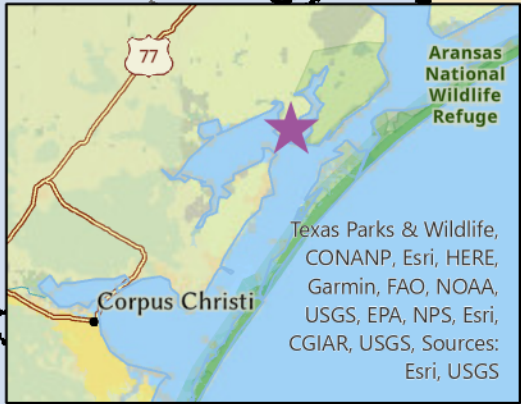 77
Aransas
National
Wildlife
Refuge
Texas Parks & Wildlife,
CONANP, Esri, HERE,
Garmin, FAO, NOAA,
USGS, EPA, NPS, Esri,
CGIAR, USGS, Sources:
Esri, USGS
Corpus Christi